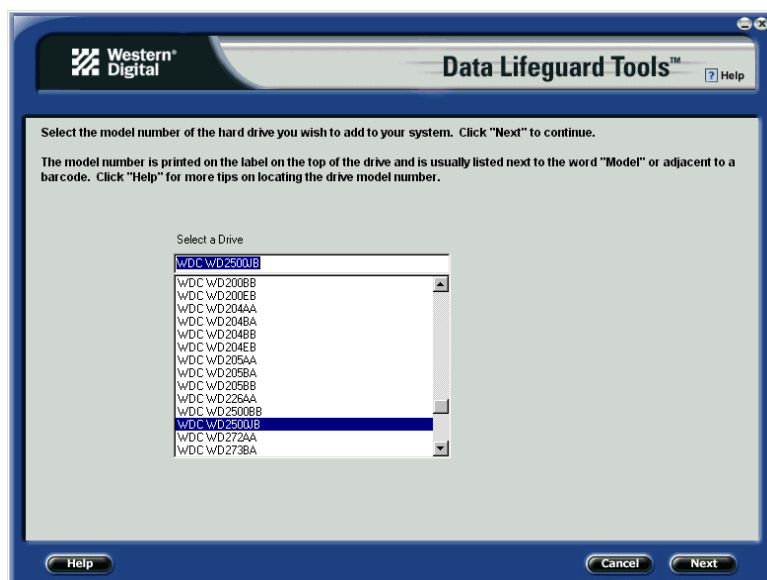 Western®
Digital
Data Lifeguard Tools™
? Help
Select the model number of the hard drive you wish to add to your system. Click "Next" to continue.
The model number is printed on the label on the top of the drive and is usually listed next to the word "Model" or adjacent to a
barcode. Click "Help" for more tips on locating the drive model number.
Select a Drive
WDC WD2500JB
WDC WD200BB
WDC WD200EB
WDC WD204AA
WDC WD204BA
WDC WD204BB
WDC WD204EB
WDC WD205AA
WDC WD205BA
WDC WD205BB
WDC WD226AA
WDC WD2500BB
WDC WD2500JB
WDC WD272AA
WDC WD273BA
Help
Cancel
Next